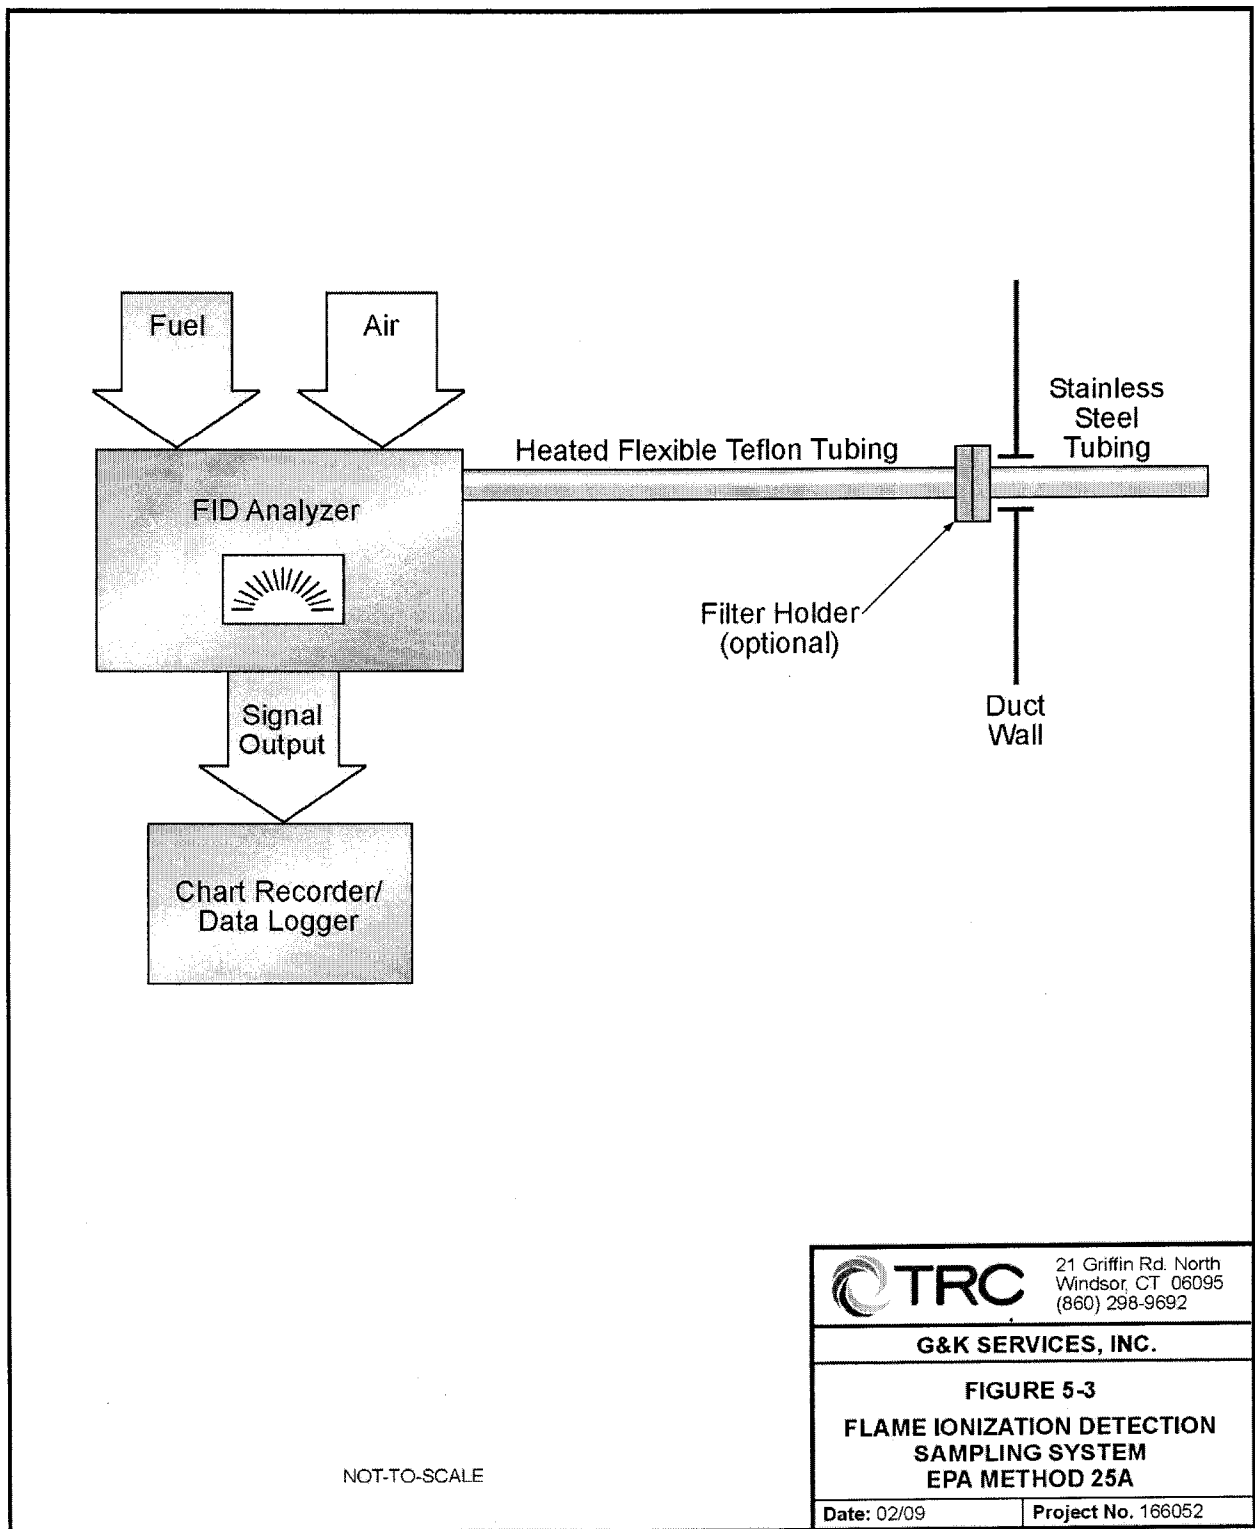 Fuel
Air
Stainless
Steel
Tubing
Heated Flexible Teflon Tubing
FID Analyzer
Filter Holder
(optional)
Signal
Output
Duct
Wall
Chart Recorder/
Data Logger
TRC
21 Griffin Rd. North
Windsor, CT 06095
(860) 298-9692
G&K SERVICES, INC.
FIGURE 5-3
FLAME IONIZATION DETECTION
SAMPLING SYSTEM
EPA METHOD 25A
NOT-TO-SCALE
Date: 02/09
Project No. 166052